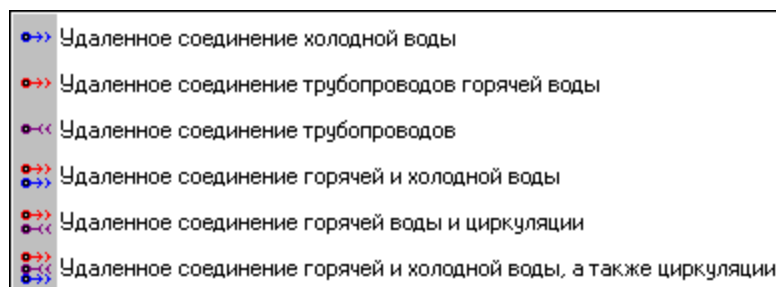 Удаленное соединение холодной воды
Удаленное соединение трубопроводов горячей воды
Удаленное соединение трубопроводов
Удаленное соединение горячей и холодной воды
Удаленное соединение горячей воды и циркуляции
Удаленное соединение горячей и холодной воды, а также циркуляции